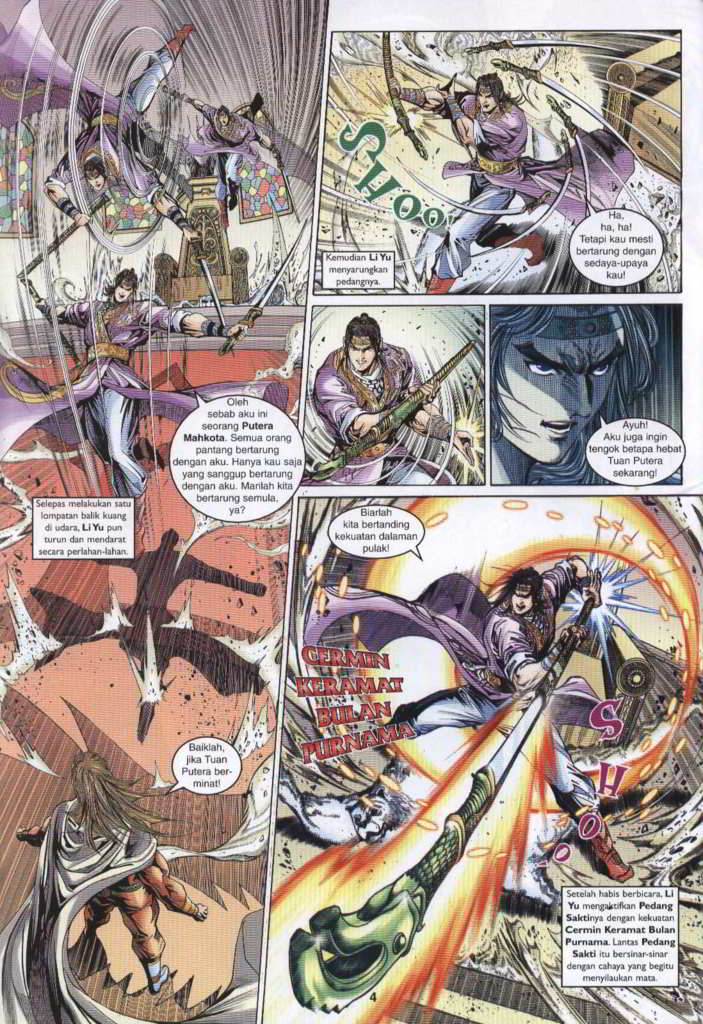 Selepas melakukan satu
lompatan balik kuang
di udara, Li Yu pun
turun dan mendarat
secara perlahan-lahan.
Oleh
sebab aku ini
seorang Putera
Mahkota. Semua orang
pantang bertarung
dengan aku. Hanya kau saja
yang sanggup bertarung
dengan aku. Marilah kita
bertarung semula,
ya?
Baiklah,
jika Tuan
Putera ber-
minat!
SHOO
Kemudian Li Yu
menyarungkan
pedangnya.
Ha,
ha, ha!
Tetapi kau mesti
bertarung dengan
sedaya-upaya
kau!
Ayuh!
Aku juga ingin
tengok betapa hebat
Tuan Putera
sekarang!
Biarlah
kita bertanding
kekuatan dalaman
pulak!
CERMIN
KERAMAT
BULAN
PURNAMA
SHOO
Setelah habis berbicara, Li
Yu mengaktifkan Pedang
Saktinya dengan kekuatan
Cermin Keramat Bulan
Purnama. Lantas Pedang
Sakti itu bersinar-sinar
dengan cahaya yang begitu
menyilaukan mata.
4